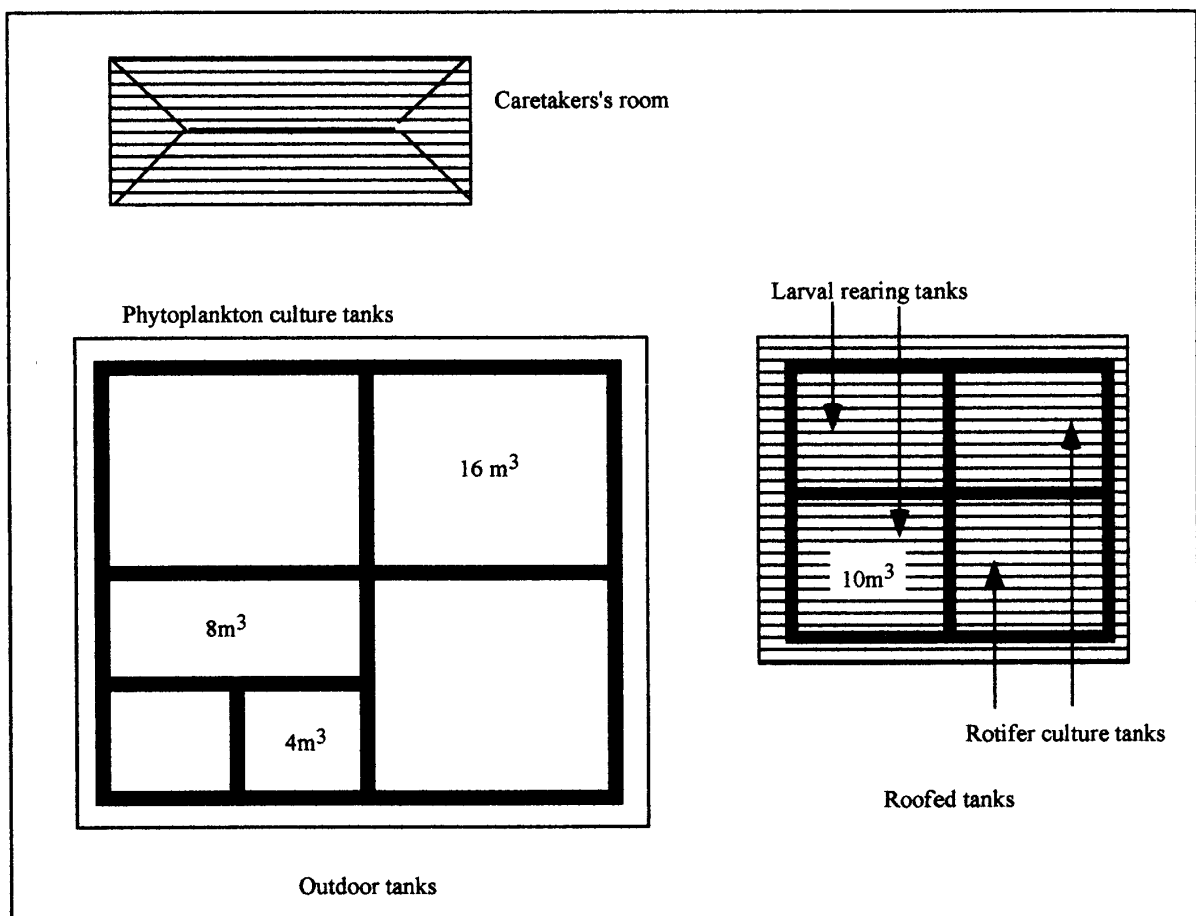 Caretakers's room
Larval rearing tanks
Phytoplankton culture tanks
16 m³
8m³
10m³
4m³
Rotifer culture tanks
Roofed tanks
Outdoor tanks